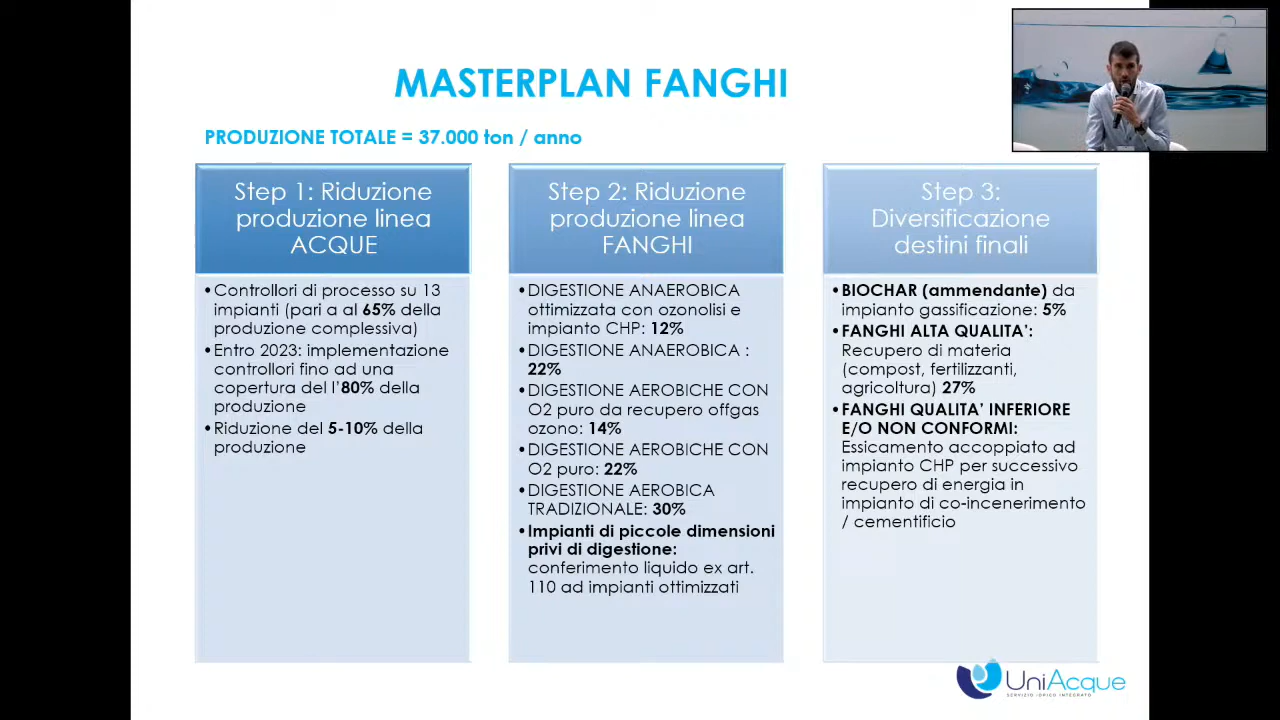 MASTERPLAN FANGHI
PRODUZIONE TOTALE = 37.000 ton / anno
Step 1: Riduzione
produzione linea
ACQUE
•Controllori di processo su 13
impianti (pari a al 65% della
produzione complessiva)
•Entro 2023: implementazione
controllori fino ad una
copertura del l'80% della
produzione
•Riduzione del 5-10% della
produzione
Step 2: Riduzione
produzione linea
FANGHI
•DIGESTIONE ANAEROBICA
ottimizzata con ozonolisi e
impianto CHP: 12%
•DIGESTIONE ANAEROBICA :
22%
•DIGESTIONE AEROBICHE CON
O2 puro da recupero offgas
ozono: 14%
•DIGESTIONE AEROBICHE CON
O2 puro: 22%
•DIGESTIONE AEROBICA
TRADIZIONALE: 30%
•Impianti di piccole dimensioni
privi di digestione:
conferimento liquido ex art.
110 ad impianti ottimizzati
Step 3:
Diversificazione
destini finali
•BIOCHAR (ammendante) da
impianto gassificazione: 5%
•FANGHI ALTA QUALITA':
Recupero di materia
(compost, fertilizzanti,
agricoltura) 27%
•FANGHI QUALITA' INFERIORE
E/O NON CONFORMI:
Essicamento accoppiato ad
impianto CHP per successivo
recupero di energia in
impianto di co-incenerimento
/ cementificio
UniAcque
SERVIZIO IDRICO INTEGRATO